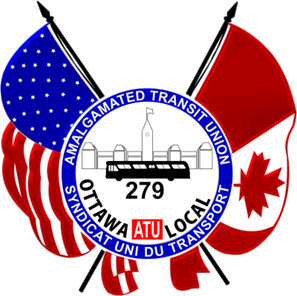 AMALGAMATED TRANSIT UNION
279
OTTAWA ATU LOCAL
SYNDICAT UNI DU TRANSPORT